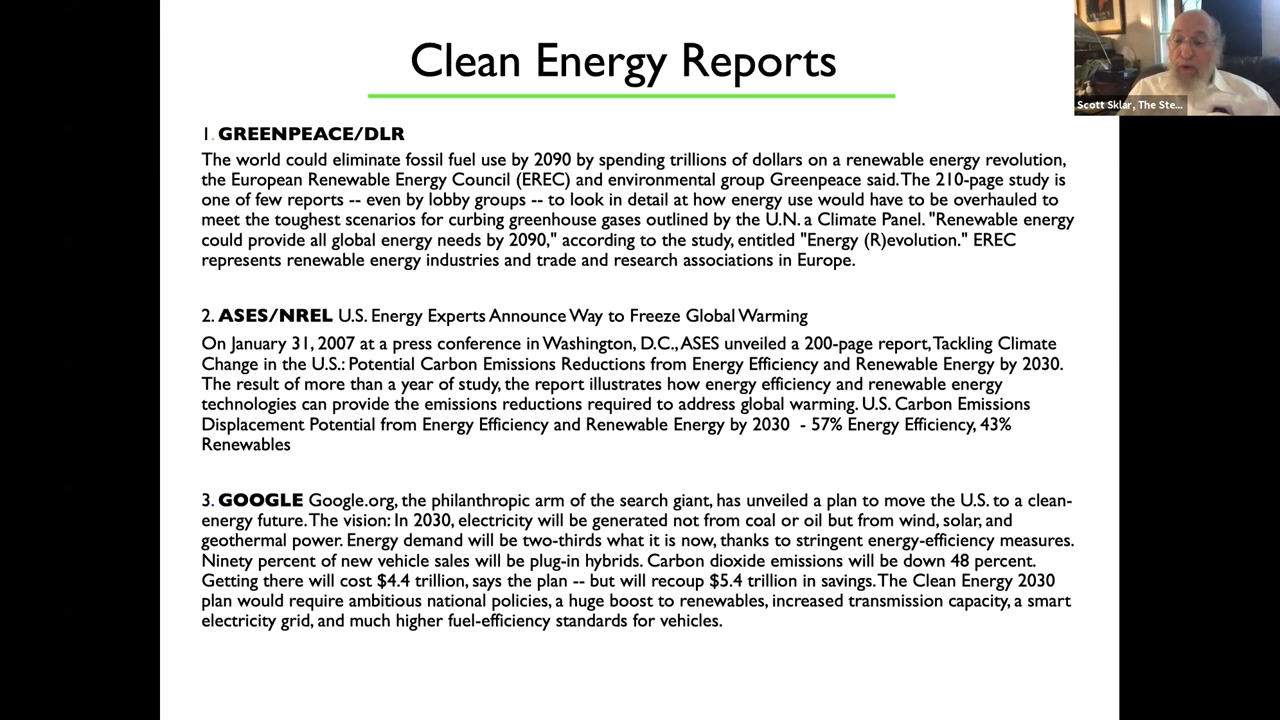 Clean Energy Reports
Scott Sklar, The Ste...
1. GREENPEACE/DLR
The world could eliminate fossil fuel use by 2090 by spending trillions of dollars on a renewable energy revolution,
the European Renewable Energy Council (EREC) and environmental group Greenpeace said. The 210-page study is
one of few reports -- even by lobby groups -- to look in detail at how energy use would have to be overhauled to
meet the toughest scenarios for curbing greenhouse gases outlined by the U.N. a Climate Panel. "Renewable energy
could provide all global energy needs by 2090," according to the study, entitled "Energy (R)evolution." EREC
represents renewable energy industries and trade and research associations in Europe.
2. ASES/NREL U.S. Energy Experts Announce Way to Freeze Global Warming
On January 31, 2007 at a press conference in Washington, D.C., ASES unveiled a 200-page report, Tackling Climate
Change in the U.S.: Potential Carbon Emissions Reductions from Energy Efficiency and Renewable Energy by 2030.
The result of more than a year of study, the report illustrates how energy efficiency and renewable energy
technologies can provide the emissions reductions required to address global warming. U.S. Carbon Emissions
Displacement Potential from Energy Efficiency and Renewable Energy by 2030 - 57% Energy Efficiency, 43%
Renewables
3. GOOGLE Google.org, the philanthropic arm of the search giant, has unveiled a plan to move the U.S. to a clean-
energy future. The vision: In 2030, electricity will be generated not from coal or oil but from wind, solar, and
geothermal power. Energy demand will be two-thirds what it is now, thanks to stringent energy-efficiency measures.
Ninety percent of new vehicle sales will be plug-in hybrids. Carbon dioxide emissions will be down 48 percent.
Getting there will cost $4.4 trillion, says the plan -- but will recoup $5.4 trillion in savings. The Clean Energy 2030
plan would require ambitious national policies, a huge boost to renewables, increased transmission capacity, a smart
electricity grid, and much higher fuel-efficiency standards for vehicles.